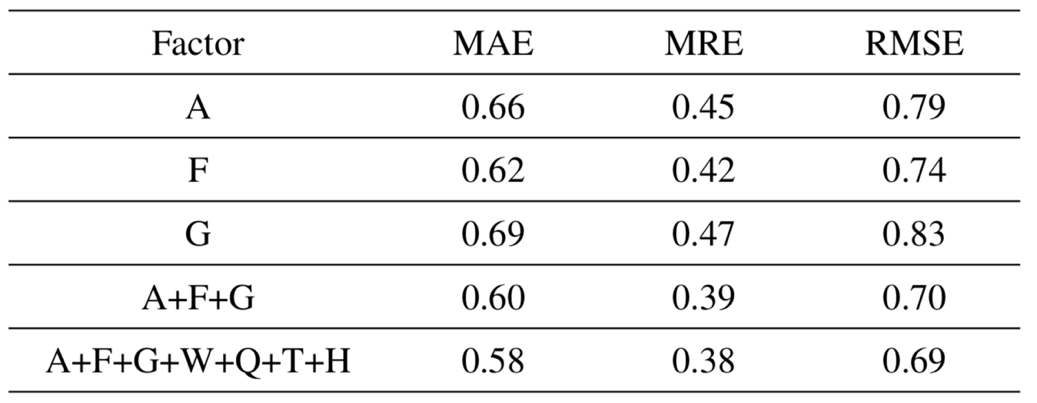 Factor MAE MRE RMSE
A 0.66 0.45 0.79
F 0.62 0.42 0.74
G 0.69 0.47 0.83
A+F+G 0.60 0.39 0.70
A+F+G+W+Q+T+H 0.58 0.38 0.69